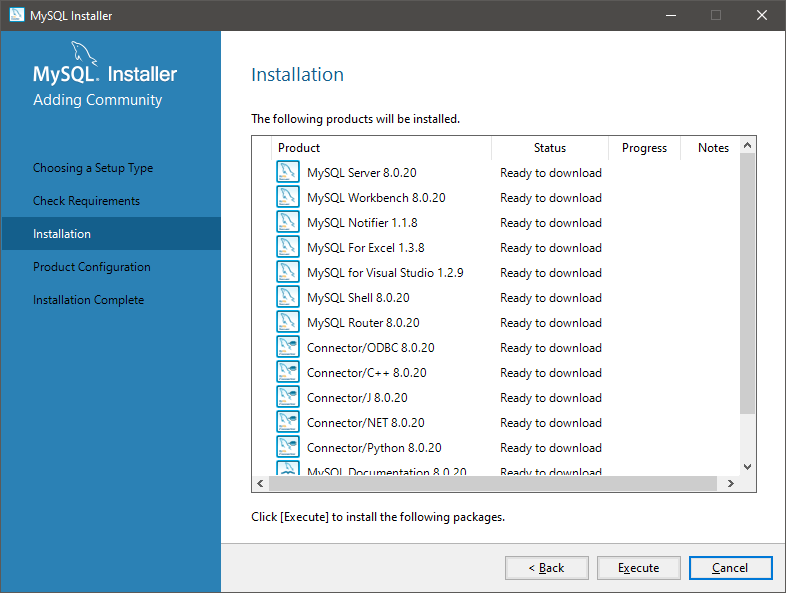 MySQL Installer
MySQL. Installer
Adding Community
Choosing a Setup Type
Check Requirements
Installation
Product Configuration
Installation Complete
Installation
The following products will be installed.
Product Status Progress Notes
MySQL Server 8.0.20 Ready to download
MySQL Workbench 8.0.20 Ready to download
MySQL Notifier 1.1.8 Ready to download
MySQL For Excel 1.3.8 Ready to download
MySQL for Visual Studio 1.2.9 Ready to download
MySQL Shell 8.0.20 Ready to download
MySQL Router 8.0.20 Ready to download
Connector/ODBC 8.0.20 Ready to download
Connector/C++ 8.0.20 Ready to download
Connector/J 8.0.20 Ready to download
Connector/NET 8.0.20 Ready to download
Connector/Python 8.0.20 Ready to download
MySQL Documentation 8.0.20 Ready to download
Click [Execute] to install the following packages.
< Back Execute Cancel